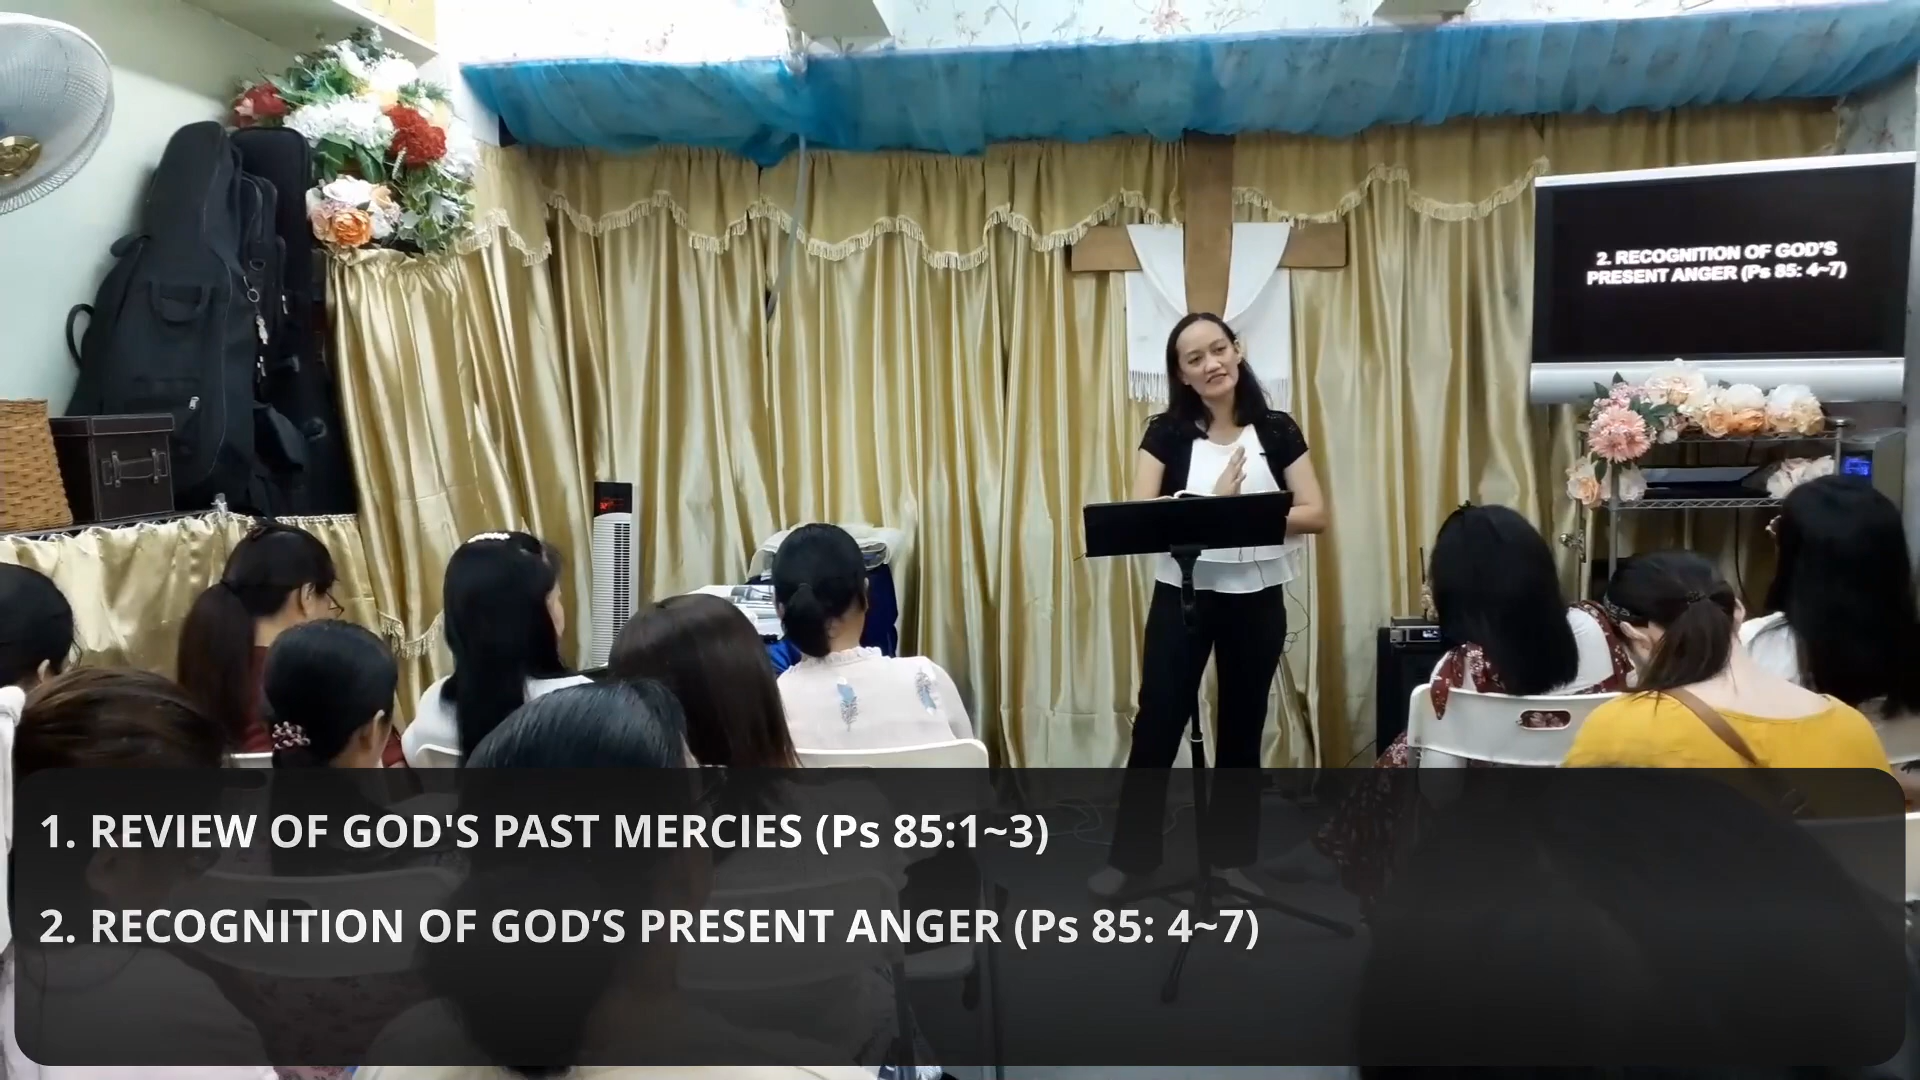 2. RECOGNITION OF GOD'S
PRESENT ANGER (Ps 85: 4~7)
1. REVIEW OF GOD'S PAST MERCIES (Ps 85:1~3)
2. RECOGNITION OF GOD’S PRESENT ANGER (Ps 85: 4~7)